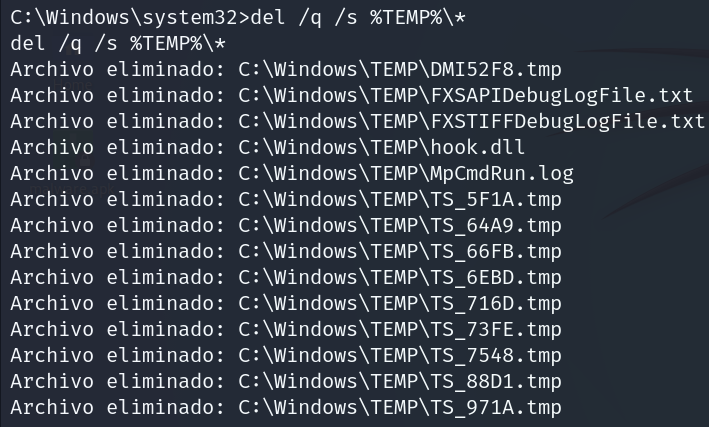 C:\Windows\system32>del /q /s %TEMP%\*
del /q /s %TEMP%\*
Archivo eliminado: C:\Windows\TEMP\DMI52F8.tmp
Archivo eliminado: C:\Windows\TEMP\FXSAPIDebugLogFile.txt
Archivo eliminado: C:\Windows\TEMP\FXSTIFFDebugLogFile.txt
Archivo eliminado: C:\Windows\TEMP\hook.dll
Archivo eliminado: C:\Windows\TEMP\MpCmdRun.log
Archivo eliminado: C:\Windows\TEMP\TS_5F1A.tmp
Archivo eliminado: C:\Windows\TEMP\TS_64A9.tmp
Archivo eliminado: C:\Windows\TEMP\TS_66FB.tmp
Archivo eliminado: C:\Windows\TEMP\TS_6EBD.tmp
Archivo eliminado: C:\Windows\TEMP\TS_716D.tmp
Archivo eliminado: C:\Windows\TEMP\TS_73FE.tmp
Archivo eliminado: C:\Windows\TEMP\TS_7548.tmp
Archivo eliminado: C:\Windows\TEMP\TS_88D1.tmp
Archivo eliminado: C:\Windows\TEMP\TS_971A.tmp